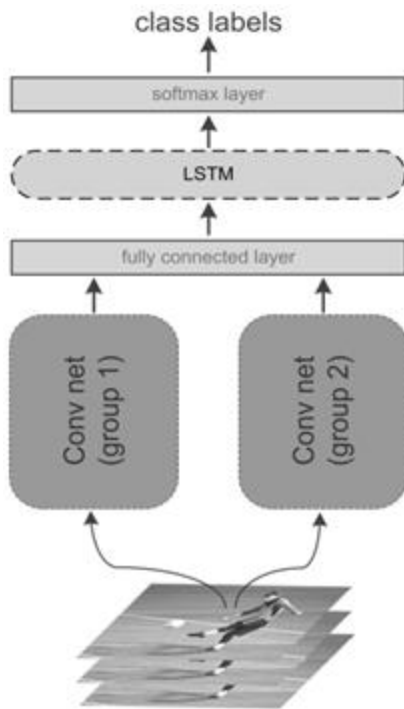 class labels
softmax layer
LSTM
fully connected layer
Conv net
(group 1)
Conv net
(group 2)